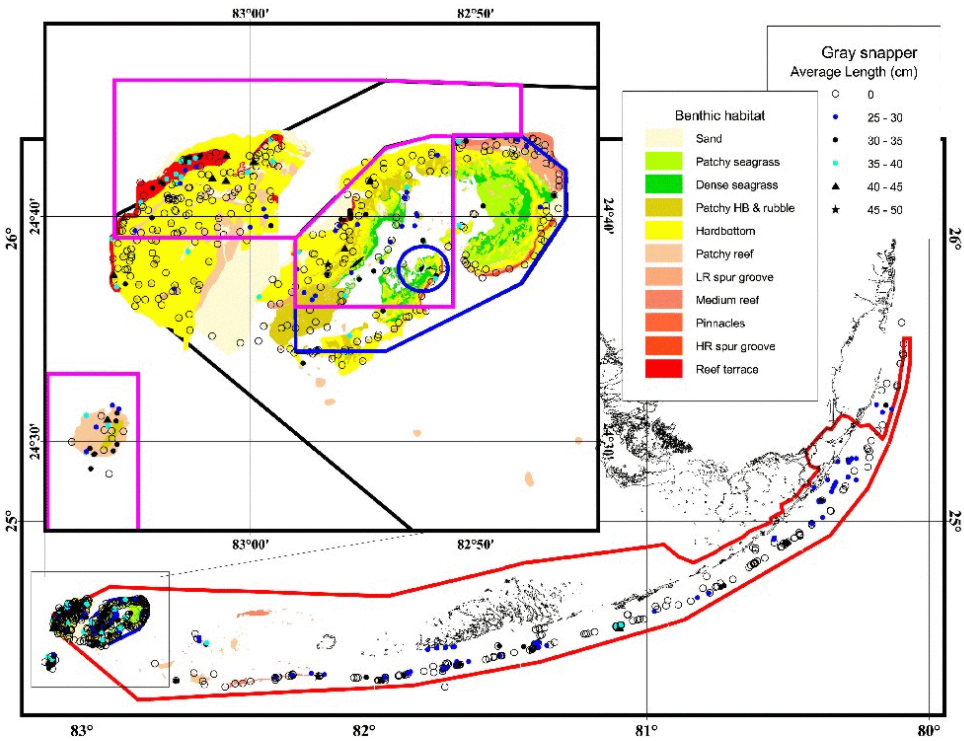 83°00'
82°50'
Gray snapper
Average Length (cm)
0
25 - 30
30 - 35
35 - 40
40 - 45
45 - 50
Benthic habitat
Sand
Patchy seagrass
Dense seagrass
Patchy HB & rubble
Hardbottom
Patchy reef
LR spur groove
Medium reef
Pinnacles
HR spur groove
Reef terrace
26°
24°40'
24°40'
26°
24°30'
24°30'
25°
25°
83°00'
82°50'
83°
82°
81°
80°